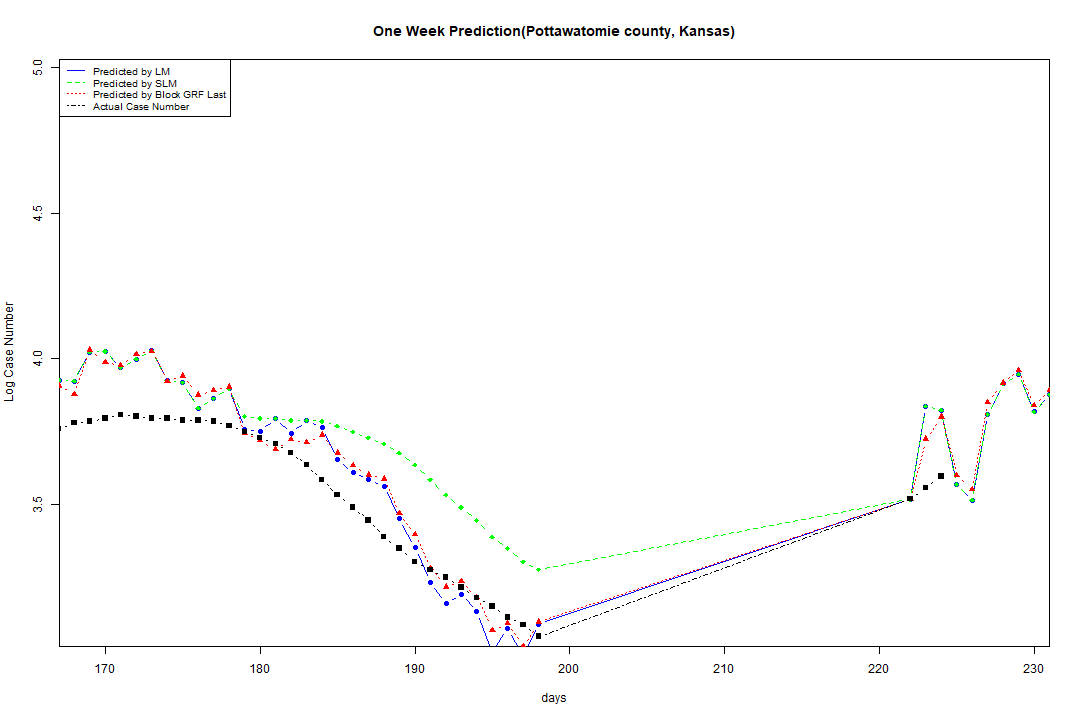 One Week Prediction(Pottawatomie county, Kansas)
Predicted by LM
Predicted by SLM
Predicted by Block GRF Last
Actual Case Number
5.0
4.5
4.0
3.5
Log Case Number
170 180 190 200 210 220 230
days